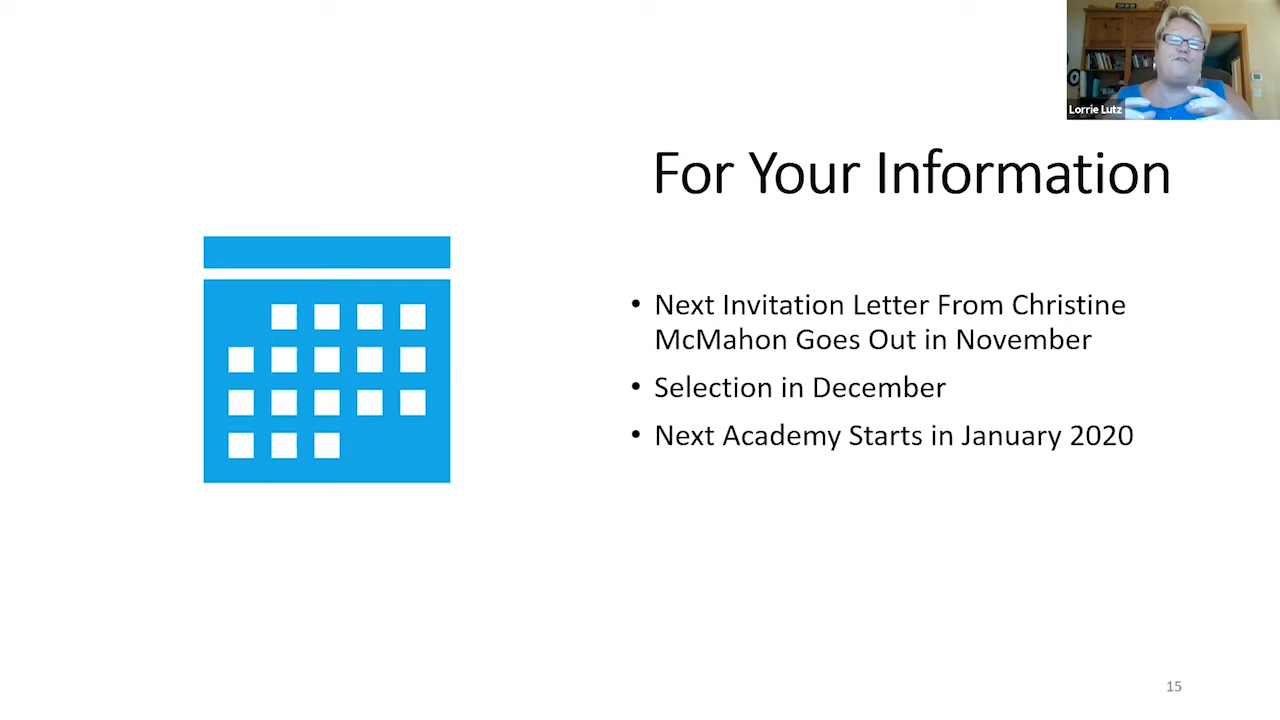 Lorrie Lutz
For Your Information
• Next Invitation Letter From Christine
McMahon Goes Out in November
• Selection in December
• Next Academy Starts in January 2020
15